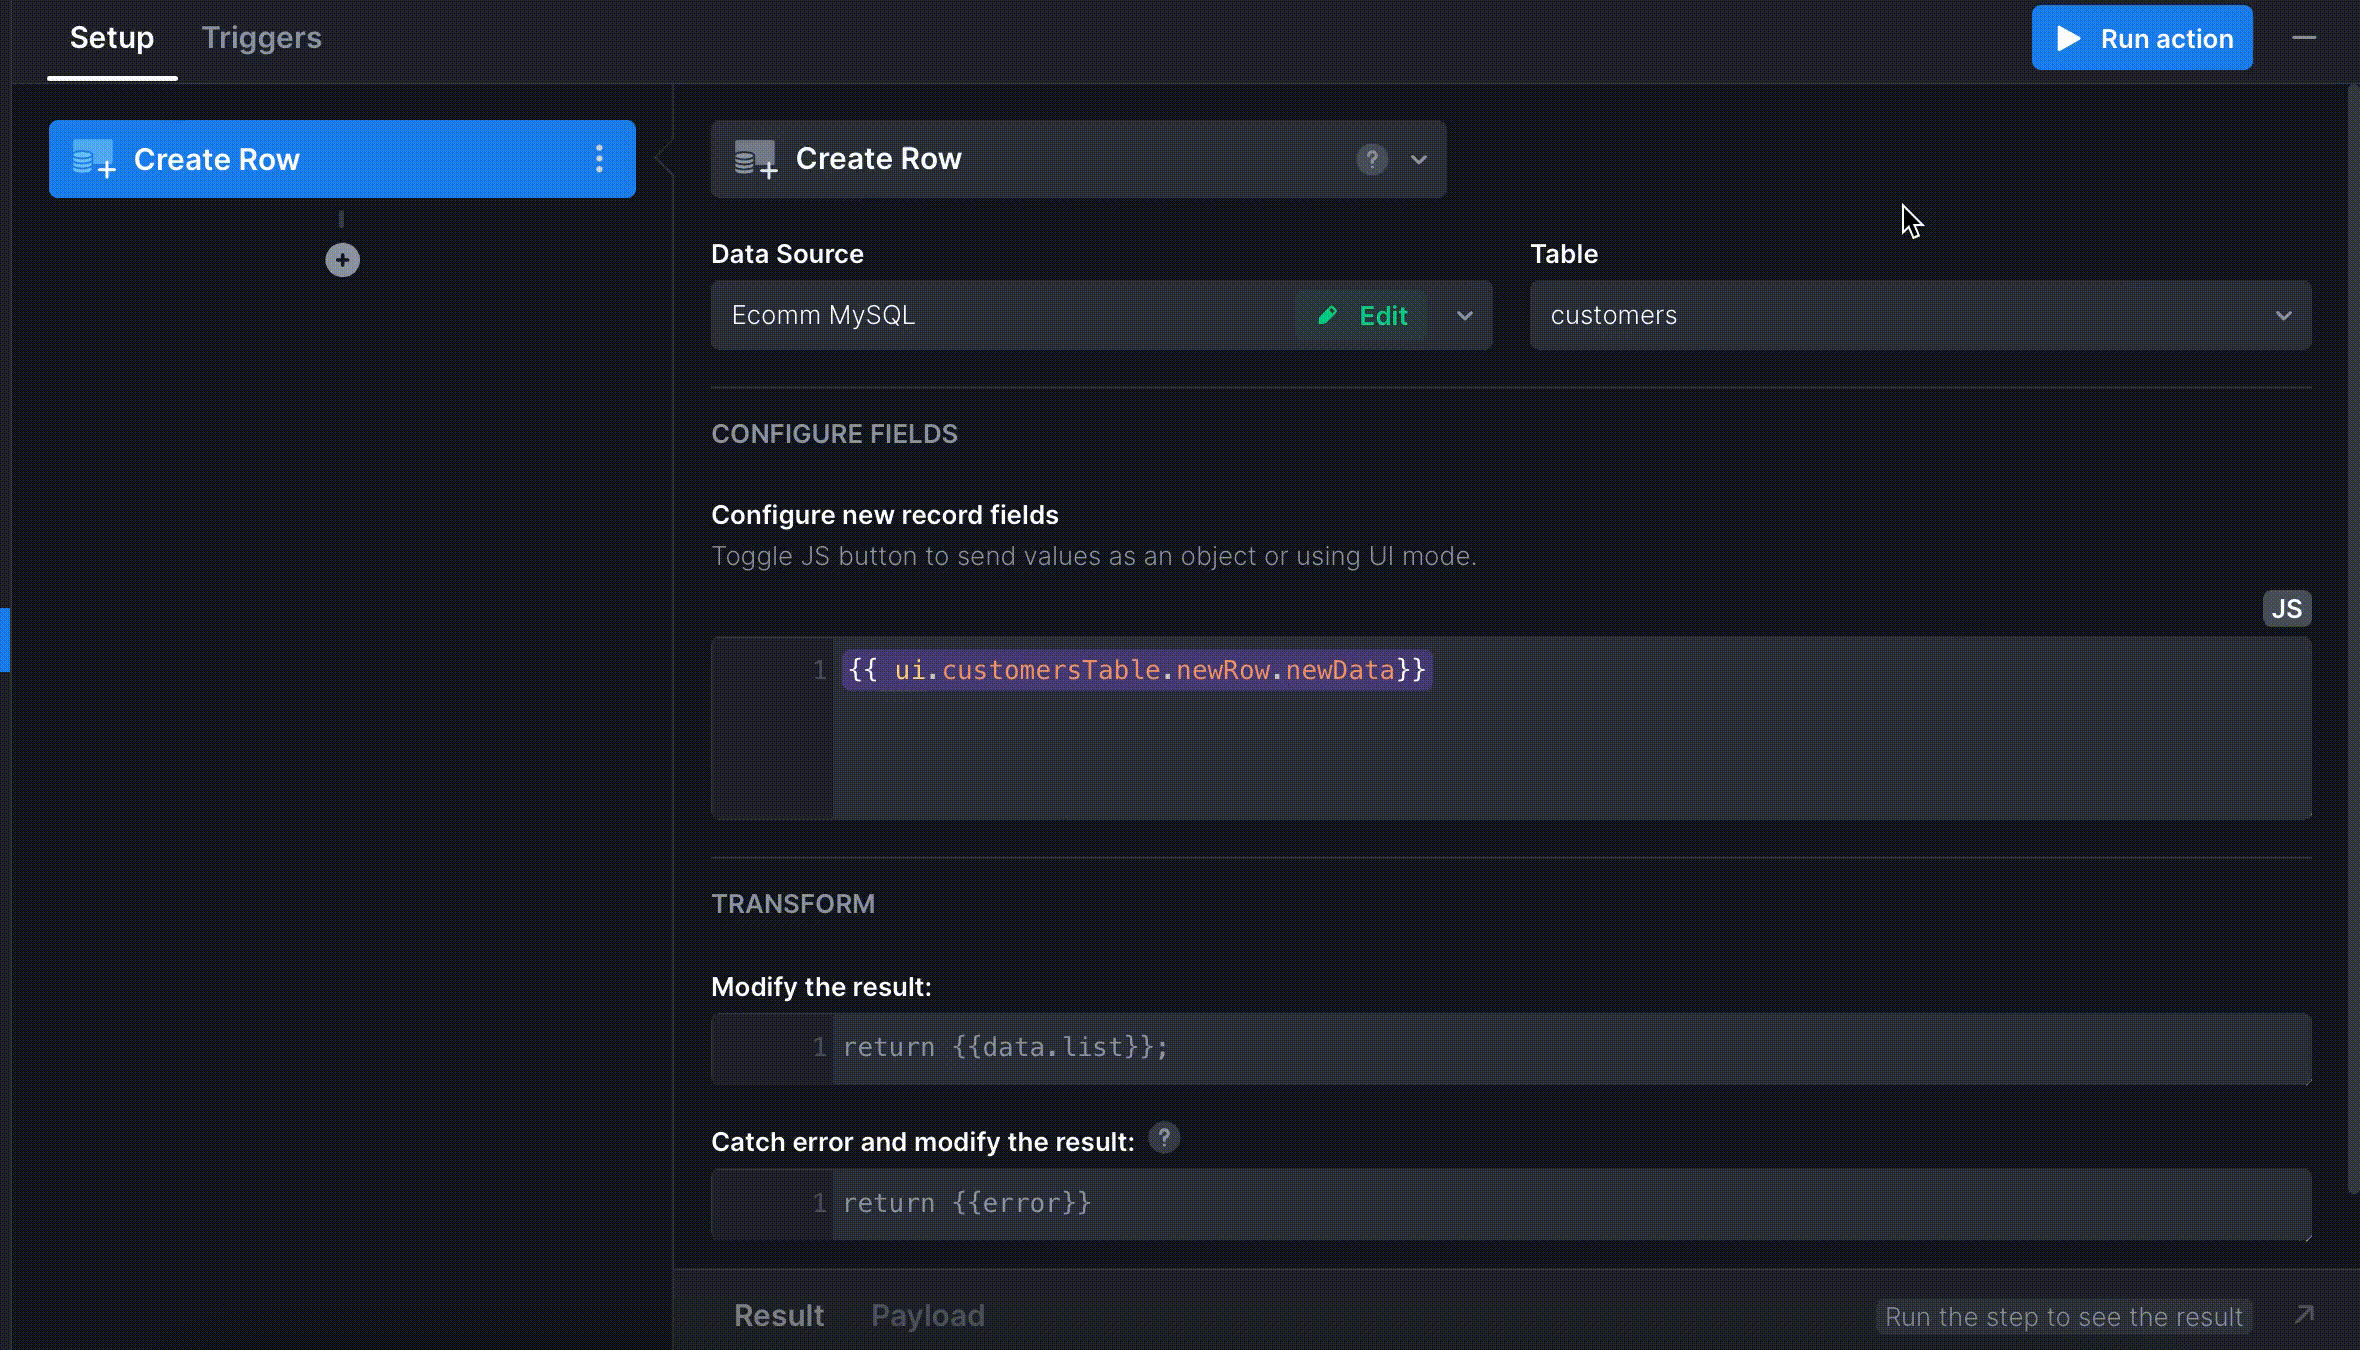 Setup Triggers Run action
Create Row
Create Row ?
Data Source Table
Ecomm MySQL Edit customers
CONFIGURE FIELDS
Configure new record fields
Toggle JS button to send values as an object or using UI mode.
JS
1 {{ ui.customersTable.newRow.newData}}
TRANSFORM
Modify the result:
1 return {{data.list}};
Catch error and modify the result: ?
1 return {{error}}
Result Payload Run the step to see the result